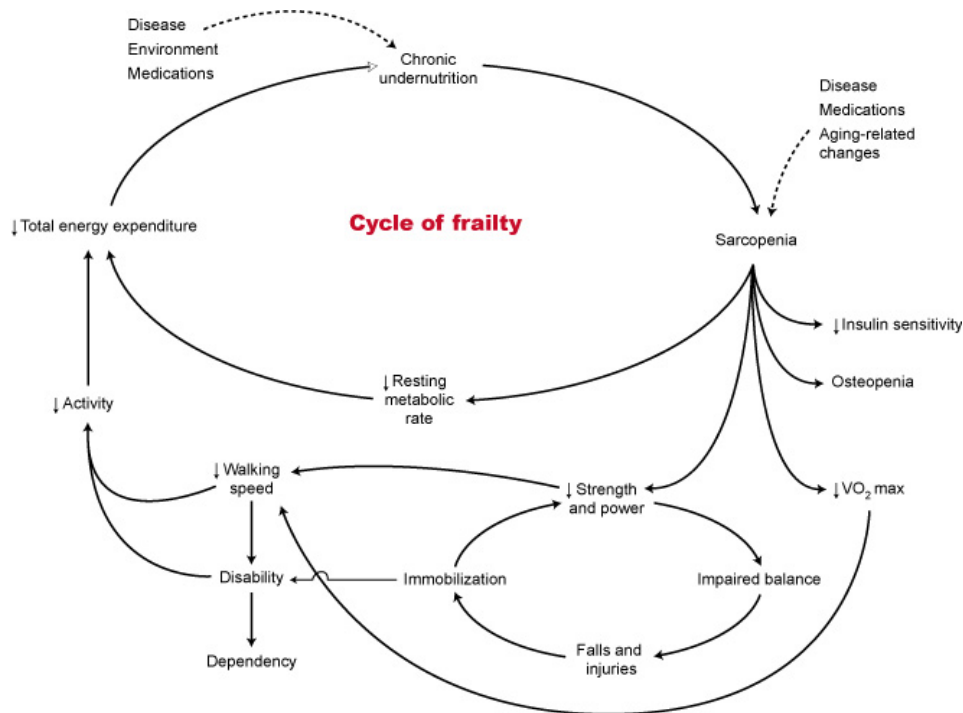 Disease
Environment
Medications
Chronic
undernutrition
Disease
Medications
Aging-related
changes
↓Total energy expenditure
Cycle of frailty
Sarcopenia
↓Insulin sensitivity
↓Resting
metabolic
rate
Osteopenia
↓Activity
↓Walking
speed
↓Strength
and power
↓VO₂ max
Disability
Immobilization
Impaired balance
Dependency
Falls and
injuries